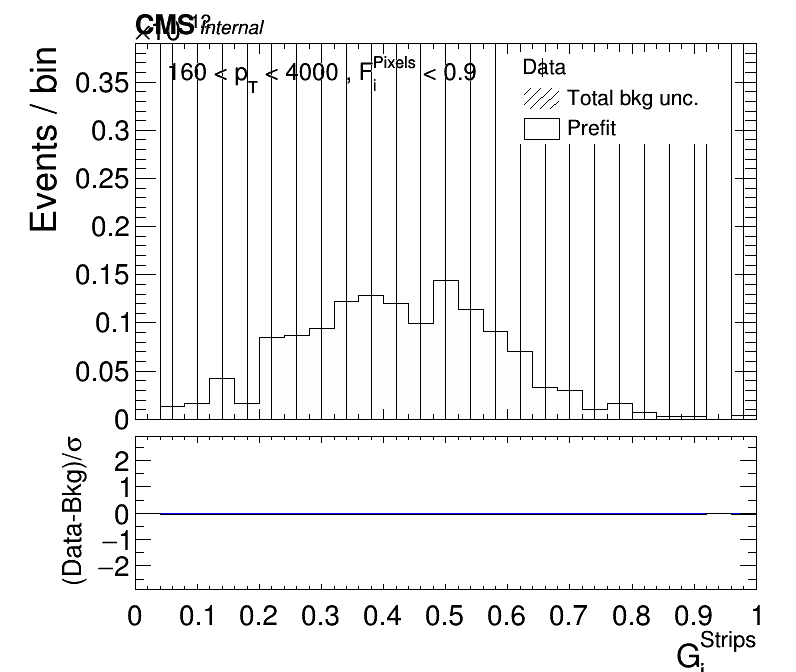 CMS Internal
×10¹²
160 < p_T < 4000 , F_i^Pixels < 0.9
Data
Total bkg unc.
Prefit
Events / bin
0.35
0.3
0.25
0.2
0.15
0.1
0.05
0
(Data-Bkg)/σ
2
1
0
−1
−2
0 0.1 0.2 0.3 0.4 0.5 0.6 0.7 0.8 0.9 1
G_i^Strips